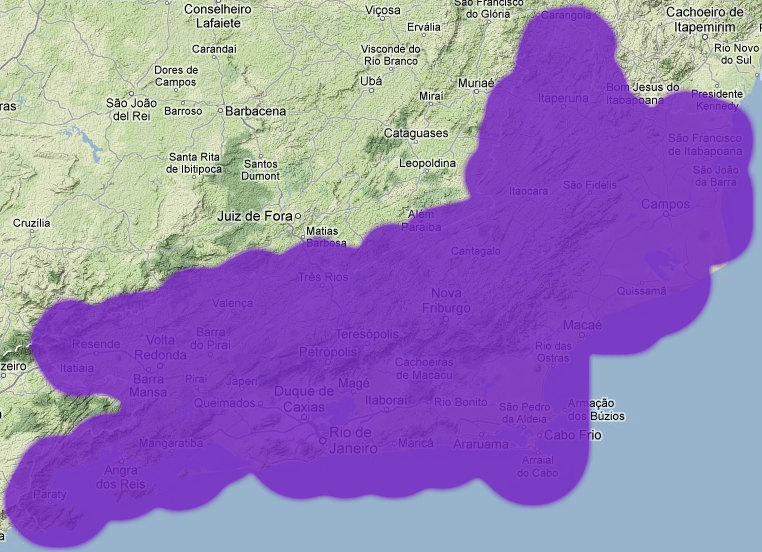 Conselheiro
Lafaiete
Viçosa
São Francisco
do Glória
Carangola
Cachoeiro de
Itapemirim
Ervália
Carandaí
Visconde do
Rio Branco
Rio Novo
do Sul
Dores de
Campos
Ubá
Muriaé
Miraí
Bom Jesus do
Itabapoana
Presidente
Kennedy
Itaperuna
ras
São João
del Rei
Barroso
Barbacena
Cataguases
São Francisco
de Itabapoana
Santa Rita
de Ibitipoca
Santos
Dumont
Leopoldina
São João
da Barra
Itaocara
São Fidélis
Campos
Cruzília
Juiz de Fora
Além
Paraíba
Matias
Barbosa
Cantagalo
Três Rios
Quissamã
Valença
Nova
Friburgo
Macaé
Resende
Volta
Redonda
Barra
do Piraí
Teresópolis
Petrópolis
Rio das
Ostras
zeiro
Itatiaia
Cachoeiras
de Macacu
Barra
Mansa
Piraí
Japeri
Magé
Duque de
Caxias
Queimados
Itaboraí
Rio Bonito
São Pedro
da Aldeia
Armação
dos Búzios
Mangaratiba
Rio de
Janeiro
Maricá
Araruama
Cabo Frio
Angra
dos Reis
Arraial
do Cabo
Paraty
a